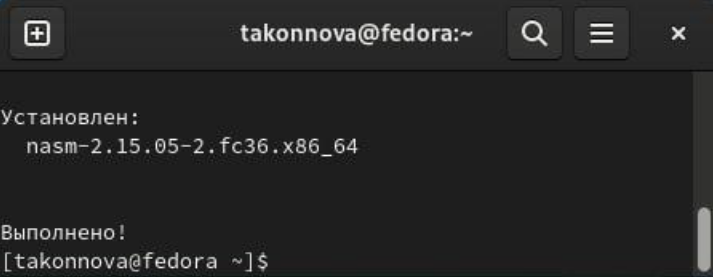 takonnova@fedora:~
Установлен:
nasm-2.15.05-2.fc36.x86_64
Выполнено!
[takonnova@fedora ~]$